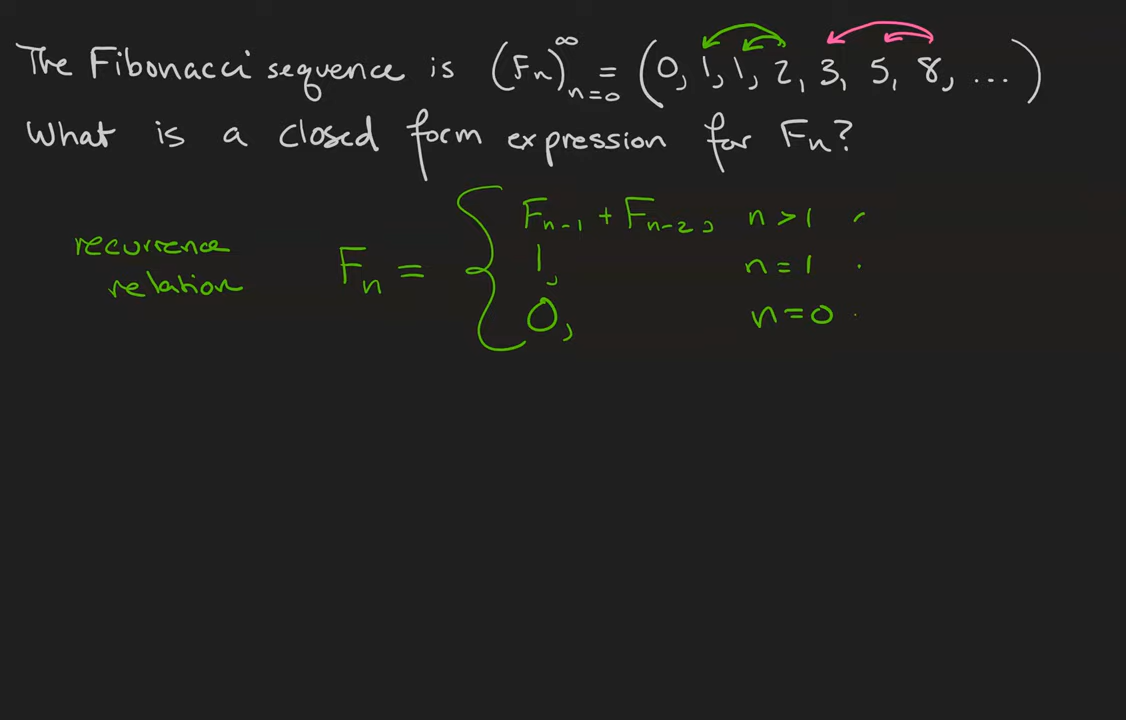 The Fibonacci sequence is (Fn)∞n=0 = (0, 1, 1, 2, 3, 5, 8, ...)
What is a closed form expression for Fn?
Fn-1 + Fn-2, n > 1
recurrence relation Fn = { 1, n = 1
0, n = 0